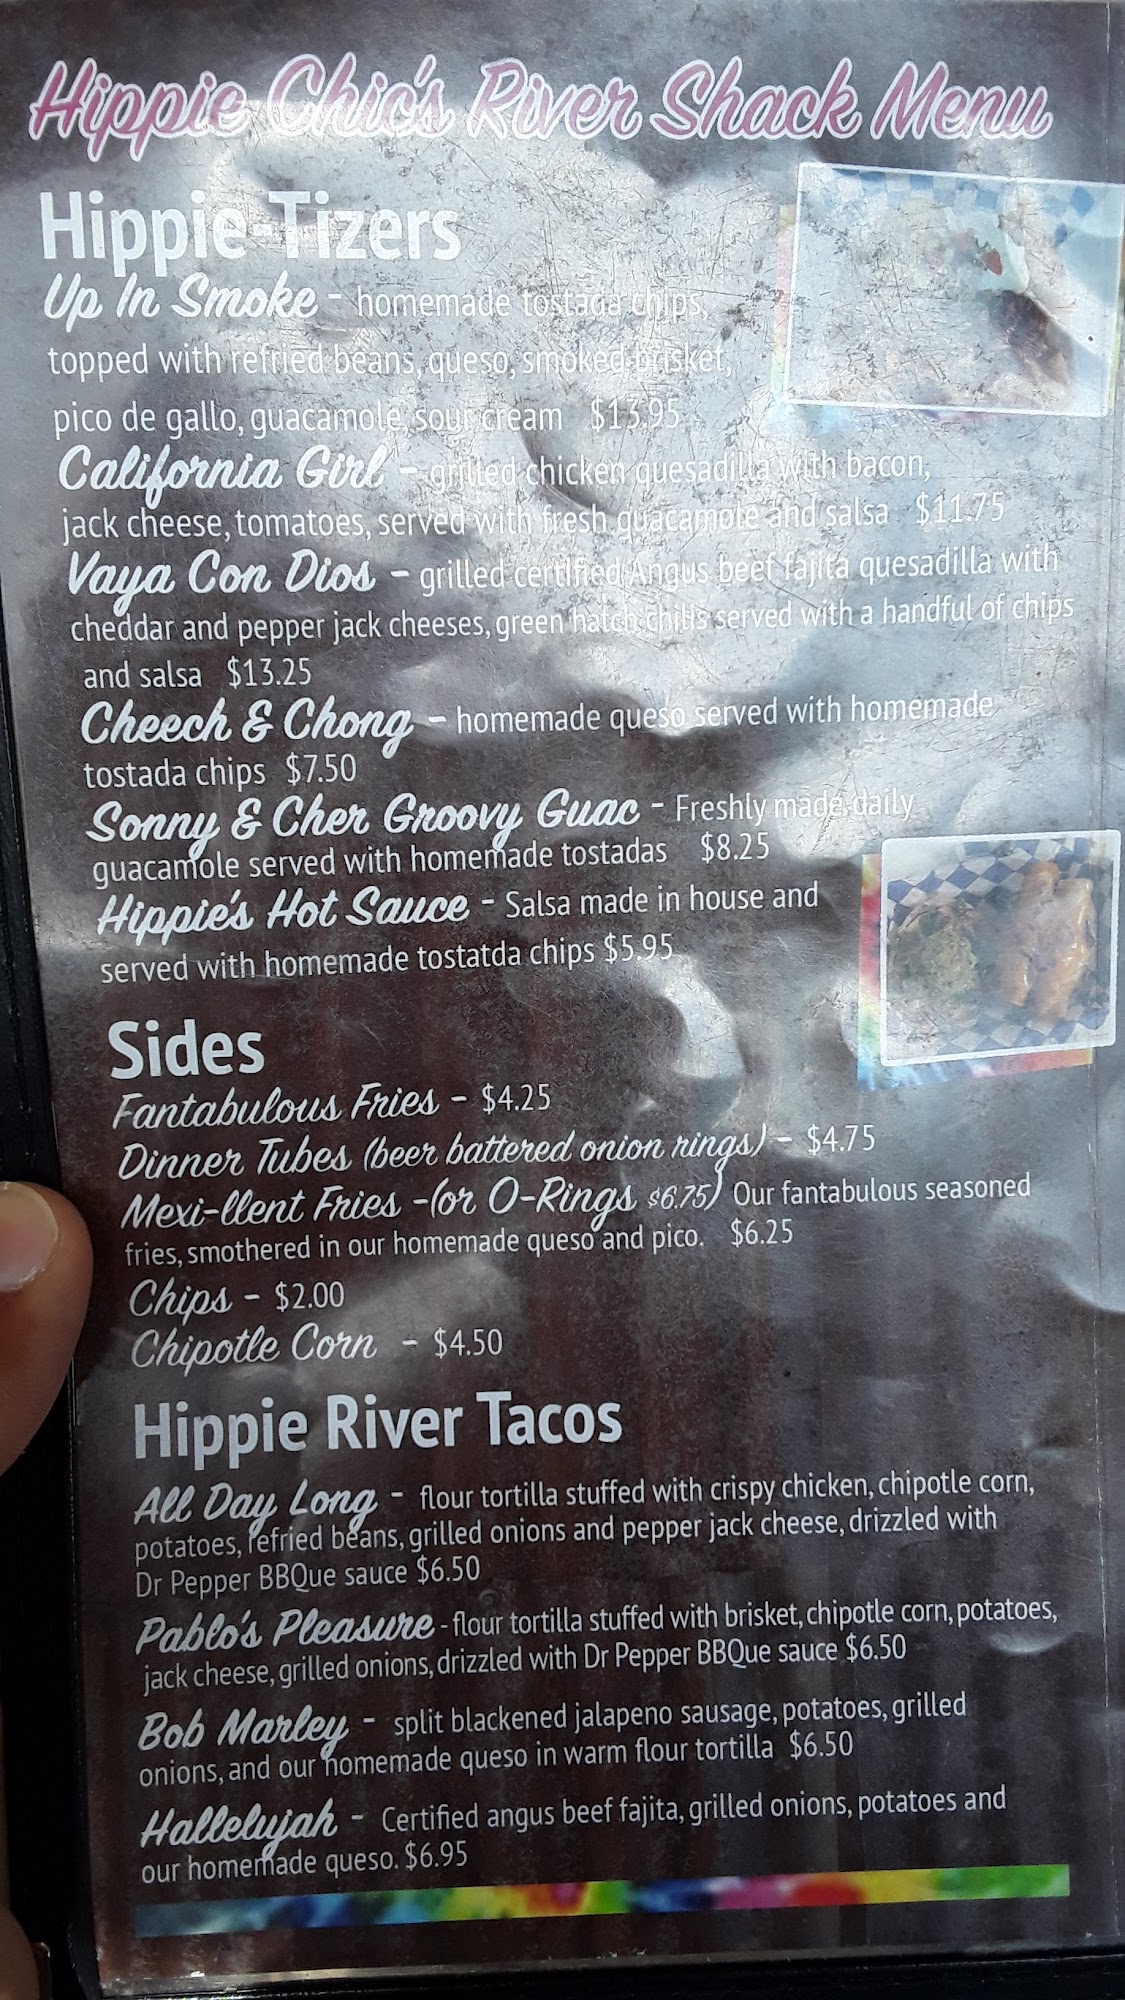 Hippie Chic's River Shack Menu
Hippie-Tizers
Up In Smoke - homemade tostada chips,
topped with refried beans, queso, smoked brisket,
pico de gallo, guacamole, sour cream $13.95
California Girl - grilled chicken quesadilla with bacon,
jack cheese, tomatoes, served with fresh guacamole and salsa $11.75
Vaya Con Dios - grilled certified Angus beef fajita quesadilla with
cheddar and pepper jack cheeses, green hatch chilis served with a handful of chips
and salsa $13.25
Cheech & Chong - homemade queso served with homemade
tostada chips $7.50
Sonny & Cher Groovy Guac - Freshly made daily
guacamole served with homemade tostadas $8.25
Hippie's Hot Sauce - Salsa made in house and
served with homemade tostatda chips $5.95
Sides
Fantabulous Fries - $4.25
Dinner Tubes (beer battered onion rings) - $4.75
Mexi-llent Fries -(or O-Rings $6.75) Our fantabulous seasoned
fries, smothered in our homemade queso and pico. $6.25
Chips - $2.00
Chipotle Corn - $4.50
Hippie River Tacos
All Day Long - flour tortilla stuffed with crispy chicken, chipotle corn,
potatoes, refried beans, grilled onions and pepper jack cheese, drizzled with
Dr Pepper BBQue sauce $6.50
Pablo's Pleasure - flour tortilla stuffed with brisket, chipotle corn, potatoes,
jack cheese, grilled onions, drizzled with Dr Pepper BBQue sauce $6.50
Bob Marley - split blackened jalapeno sausage, potatoes, grilled
onions, and our homemade queso in warm flour tortilla $6.50
Hallelujah - Certified angus beef fajita, grilled onions, potatoes and
our homemade queso. $6.95